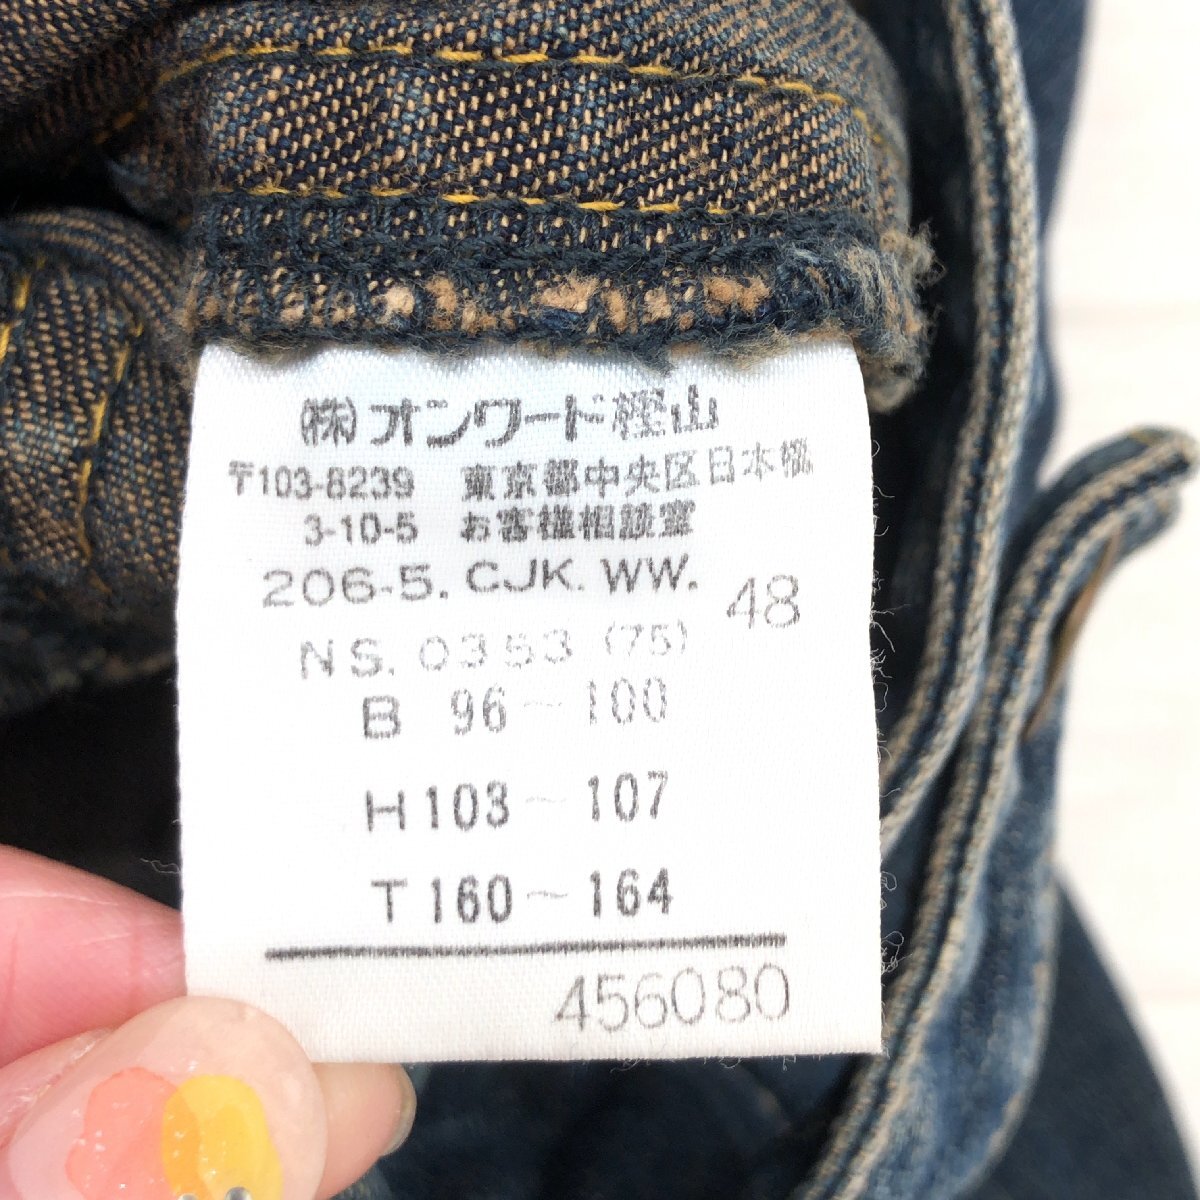 (株)オンワード樫山
〒103-8239 東京都中央区日本橋
3-10-5 お客様相談室
206-5. CJK. WW. 48
NS. 0353 (75)
B 96~100
H 103~107
T 160~164
456080